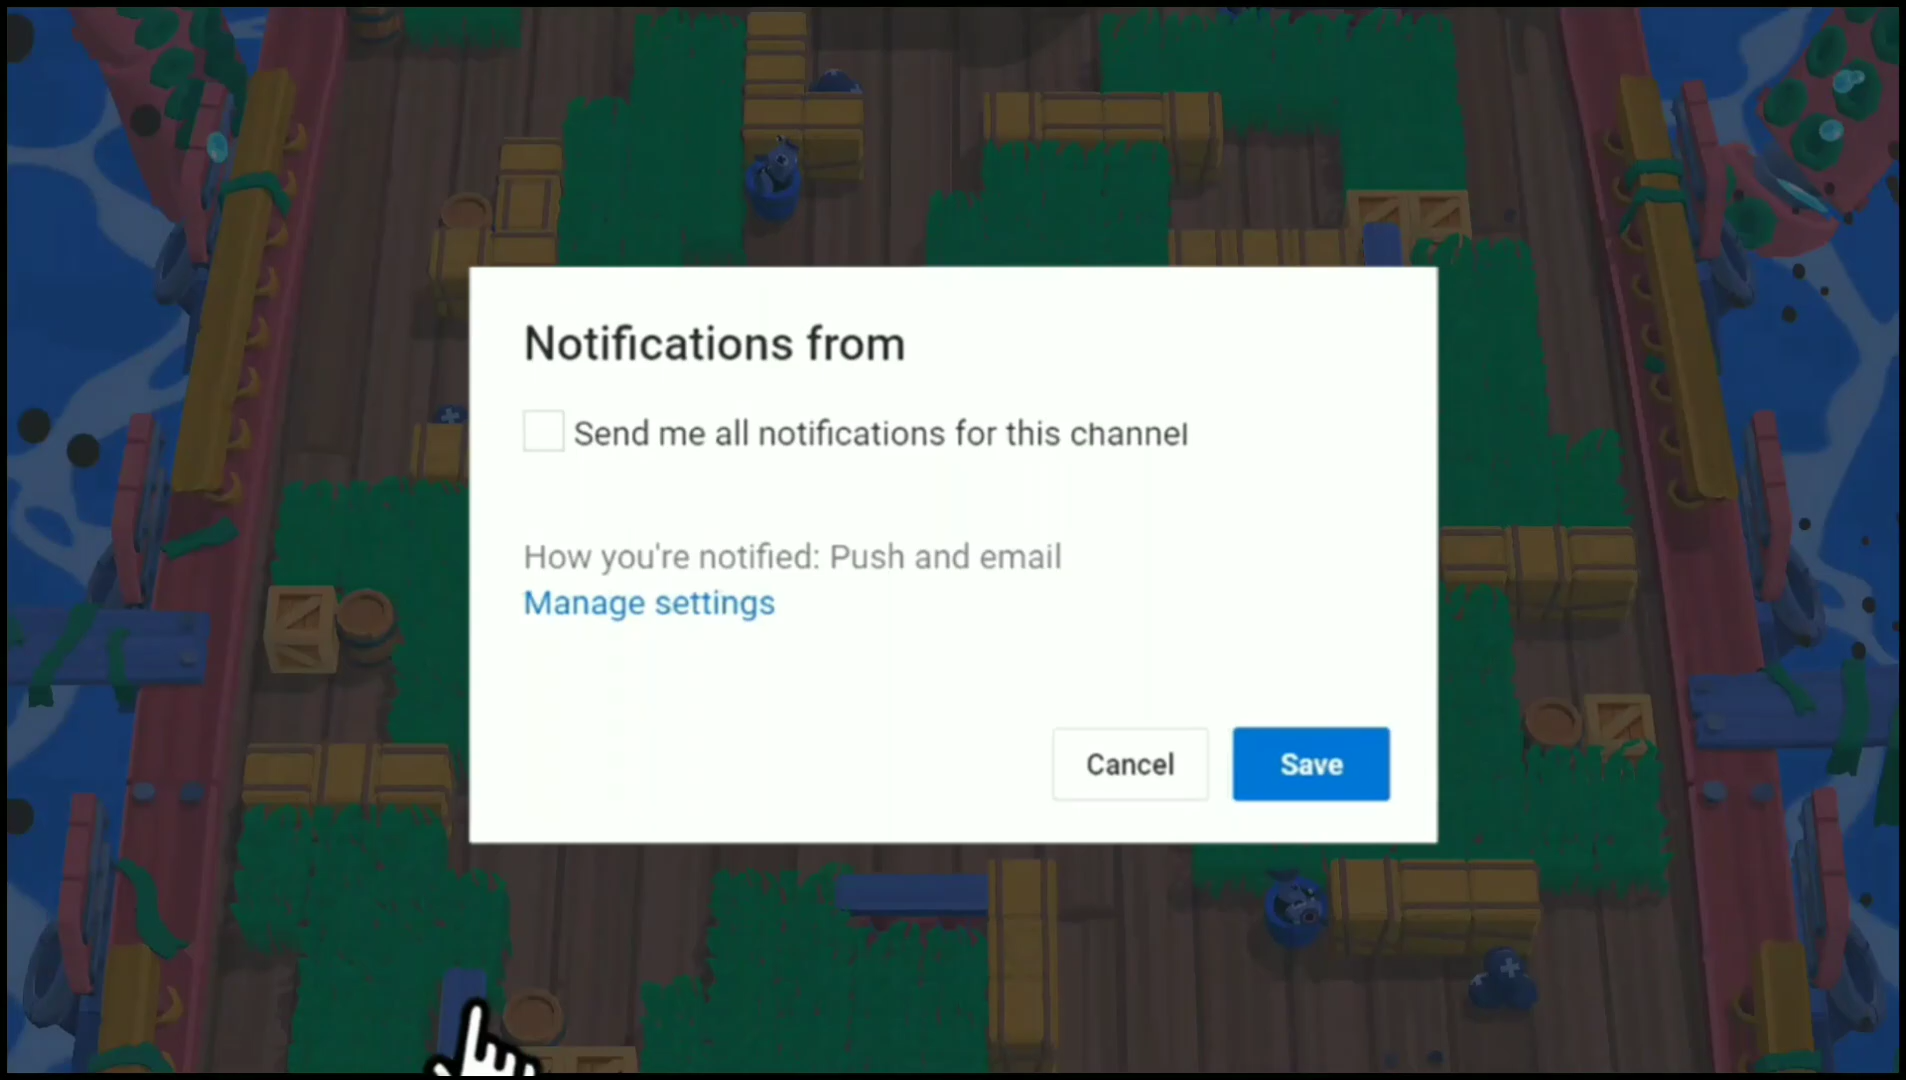 Notifications from
Send me all notifications for this channel
How you're notified: Push and email
Manage settings
Cancel
Save